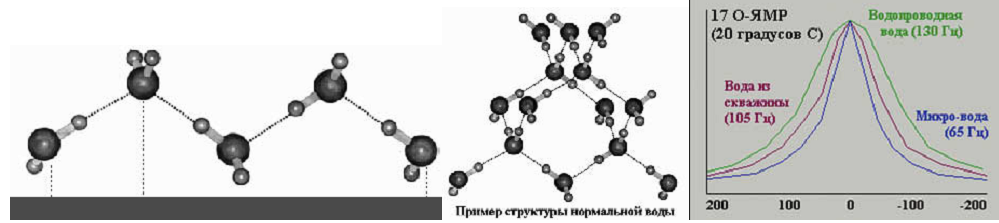 Пример структуры нормальной воды
17 О-ЯМР
(20 градусов С)
Водопроводная
вода (130 Гц)
Вода из
скважины
(105 Гц)
Микро-вода
(65 Гц)
200 100 0 -100 -200